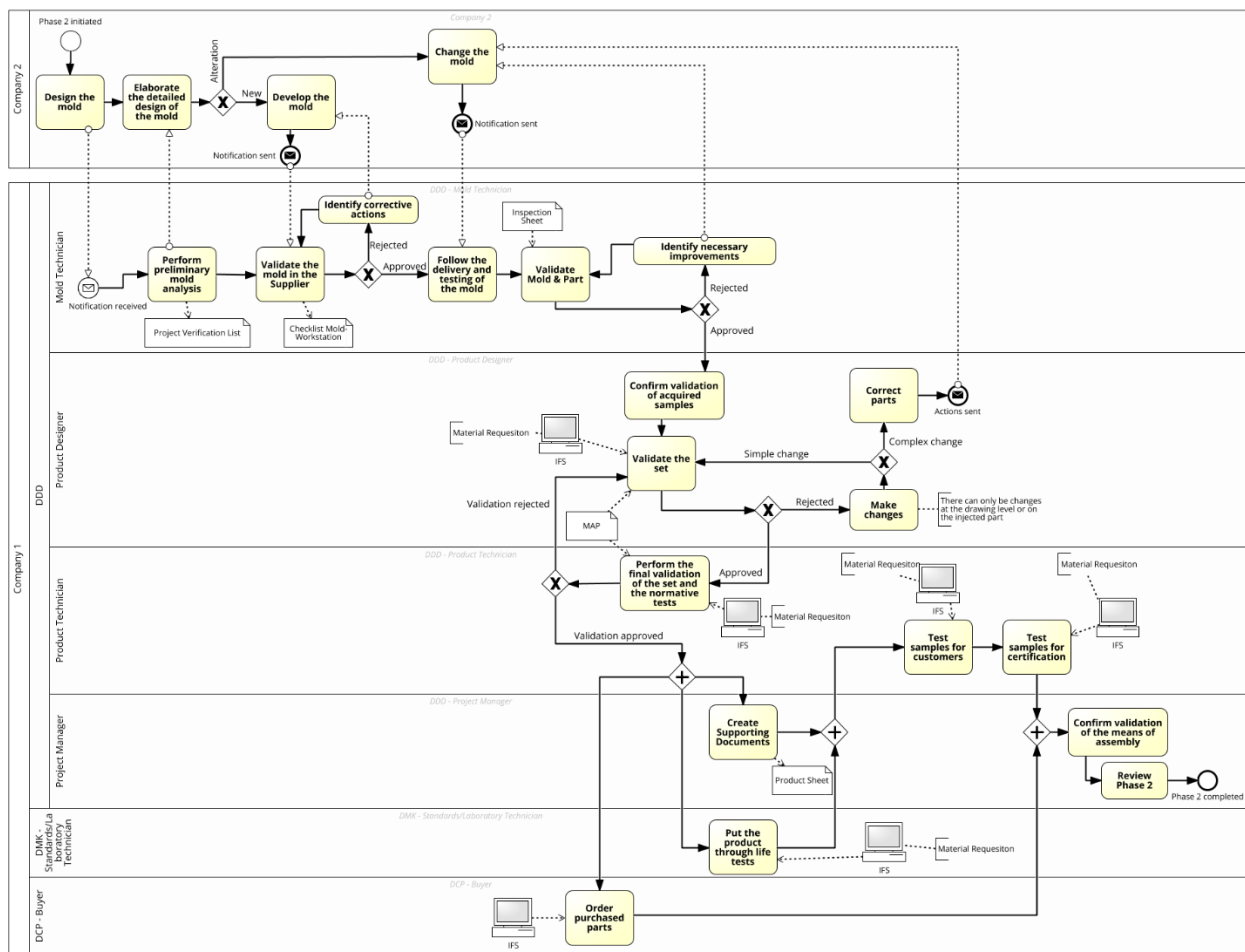 Company 2
Company 2
Phase 2 initiated
Design the
mold
Elaborate
the detailed
design of
the mold
Alteration
New
Develop the
mold
Notification sent
Change the
mold
Notification sent
Company 1
DDD
Mold Technician
DDD - Mold Technician
Notification received
Perform
preliminary
mold
analysis
Project Verification List
Validate the
mold in the
Supplier
Checklist Mold-
Workstation
Identify corrective
actions
Rejected
Approved
Follow the
delivery and
testing of
the mold
Inspection
Sheet
Validate
Mold & Part
Identify necessary
improvements
Rejected
Approved
Product Designer
DDD - Product Designer
Confirm validation
of acquired
samples
Material Requesiton
IFS
Validate the
set
Simple change
Correct
parts
Actions sent
Complex change
Validation rejected
MAP
Rejected
Make
changes
There can only be changes
at the drawing level or on
the injected part
Product Technician
DDD - Product Technician
Perform the
final validation
of the set and
the normative
tests
Approved
Material Requesiton
IFS
Validation approved
Material Requesiton
IFS
Test
samples for
customers
Material Requesiton
IFS
Test
samples for
certification
Project Manager
DDD - Project Manager
Create
Supporting
Documents
Product Sheet
Confirm validation
of the means of
assembly
Review
Phase 2
Phase 2 completed
DMK -
Standards/La
boratory
Technician
DMK - Standards/Laboratory Technician
Put the
product
through life
tests
IFS
Material Requesiton
DCP - Buyer
DCP - Buyer
IFS
Order
purchased
parts